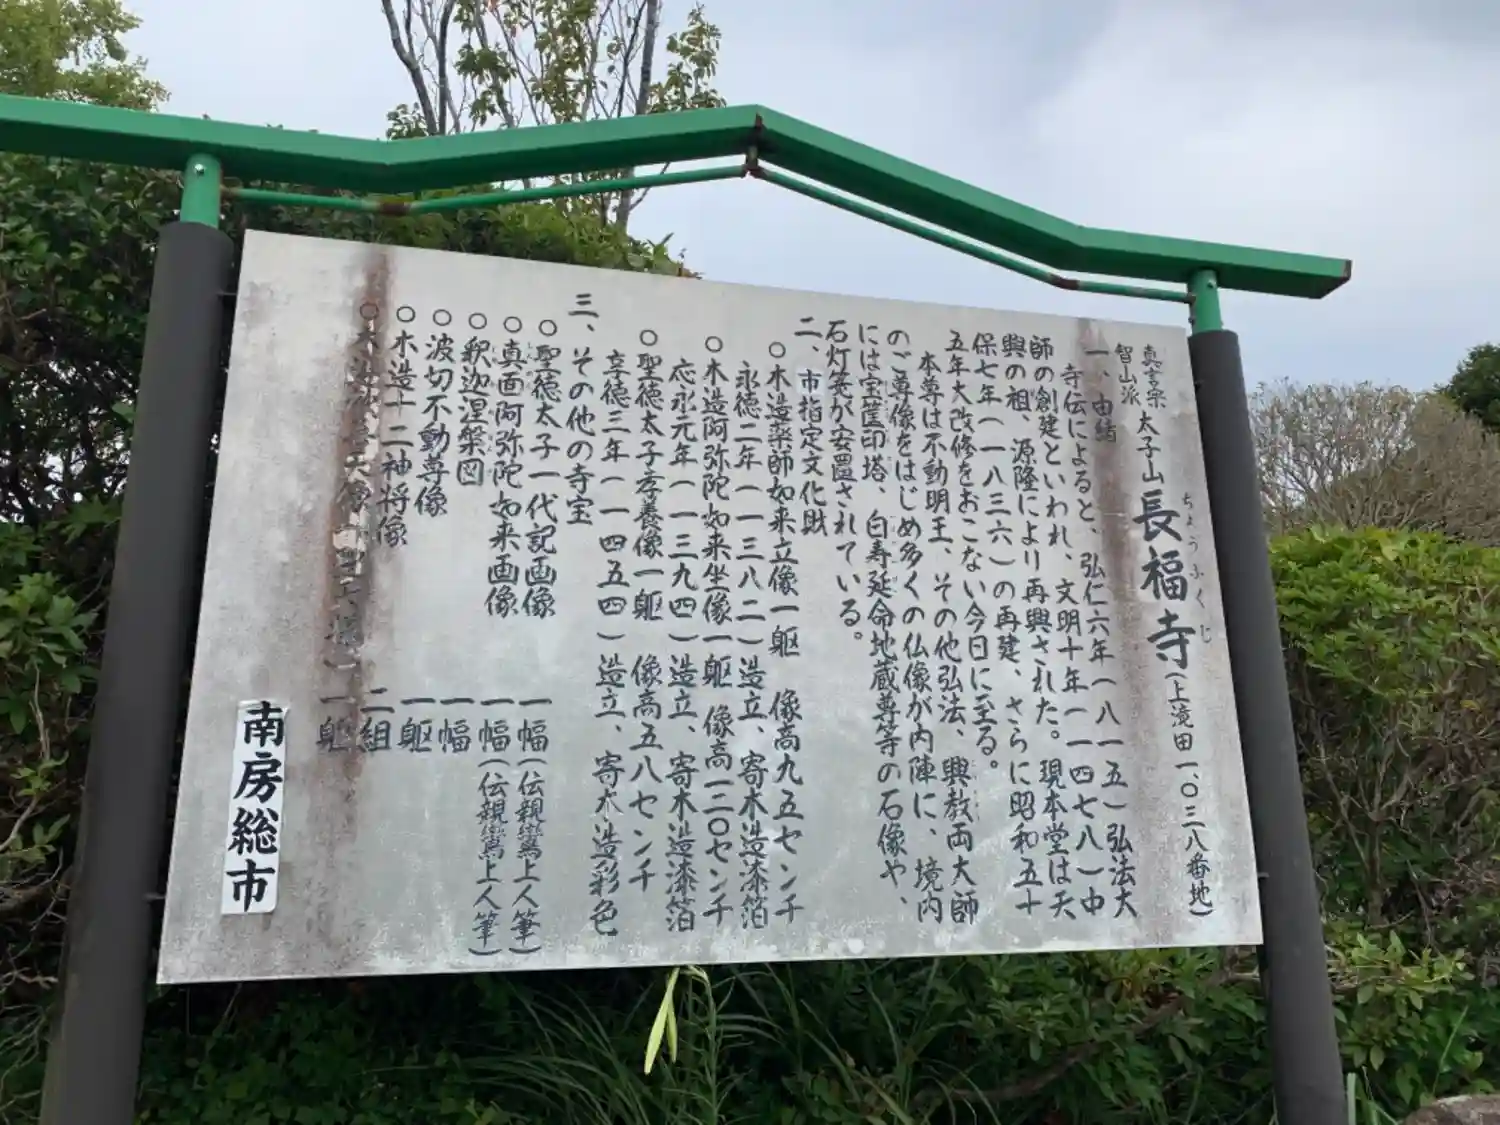 真言宗
智山派 太子山 長福寺(上滝田一、〇三八番地)
ちょうふくじ
一、由緒
寺伝によると、弘仁六年(八一五)弘法大
師の創建といわれ、文明十年(一四七八)中
興の祖、源隆により再興された。現本堂は天
保七年(一八三六)の再建、さらに昭和五十
五年大改修をおこない今日に至る。
本尊は不動明王、その他弘法、興教両大師
のご尊像をはじめ多くの仏像が内陣に、境内
には宝筐印塔、白寿延命地蔵尊等の石像や、
石灯篭が安置されている。
二、市指定文化財
○木造薬師如来立像一躯 像高九五センチ
永徳二年(一三八二)造立、寄木造漆箔
○木造阿弥陀如来坐像一躯 像高一二〇センチ
応永元年(一三九四)造立、寄木造漆箔
○聖徳太子孝養像一躯 像高五八センチ
享徳三年(一四五四)造立、寄木造彩色
三、その他の寺宝
○聖徳太子一代記画像 一幅(伝親鸞上人筆)
○真面阿弥陀如来画像 一幅(伝親鸞上人筆)
○釈迦涅槃図 一幅
○波切不動尊像 一躯
○木造十二神将像 二組
○木造 天像 一躯
南房総市